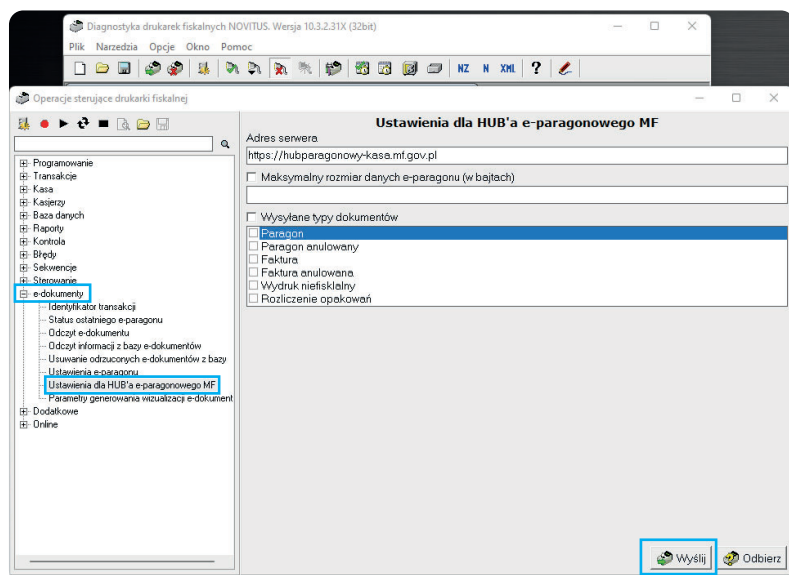 Diagnostyka drukarek fiskalnych NOVITUS. Wersja 10.3.2.31X (32bit)
Plik Narzedzia Opcje Okno Pomoc
NZ N XML ?
Operacje sterujące drukarki fiskalnej
Ustawienia dla HUB'a e-paragonowego MF
Adres serwera
https://hubparagonowy-kasa.mf.gov.pl
Maksymalny rozmiar danych e-paragonu (w bajtach)
Wysyłane typy dokumentów
Paragon
Paragon anulowany
Faktura
Faktura anulowana
Wydruk niefiskalny
Rozliczenie opakowań
Programowanie
Transakcje
Kasa
Kasjerzy
Baza danych
Raporty
Kontrola
Błędy
Sekwencje
Sterowanie
e-dokumenty
Identyfikator transakcji
Status ostatniego e-paragonu
Odczyt e-dokumentu
Odczyt informacji z bazy e-dokumentów
Usuwanie odrzuconych e-dokumentów z bazy
Ustawienia e-paragonu
Ustawienia dla HUB'a e-paragonowego MF
Parametry generowania wizualizacji e-dokument
Dodatkowe
Online
Wyślij
Odbierz